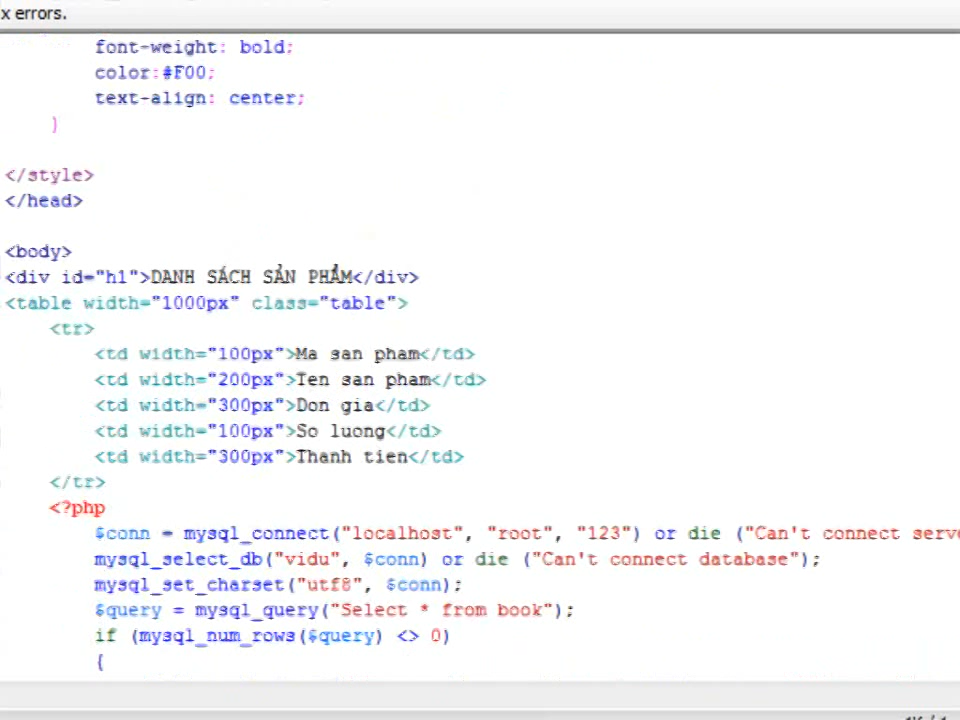 x errors.
font-weight: bold;
color:#F00;
text-align: center;
}
</style>
</head>
<body>
<div id="h1">DANH SÁCH SẢN PHẨM</div>
<table width="1000px" class="table">
<tr>
<td width="100px">Ma san pham</td>
<td width="200px">Ten san pham</td>
<td width="300px">Don gia</td>
<td width="100px">So luong</td>
<td width="300px">Thanh tien</td>
</tr>
<?php
$conn = mysql_connect("localhost", "root", "123") or die ("Can't connect serve
mysql_select_db("vidu", $conn) or die ("Can't connect database");
mysql_set_charset("utf8", $conn);
$query = mysql_query("Select * from book");
if (mysql_num_rows($query) <> 0)
{